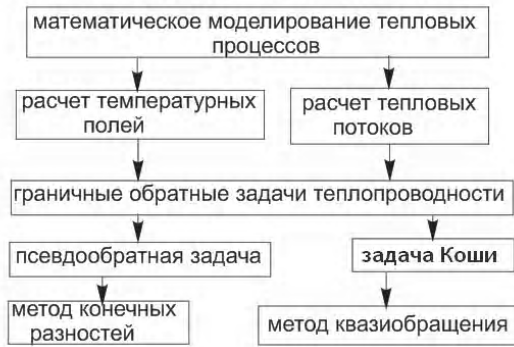 математическое моделирование тепловых
процессов
расчет температурных
полей
расчет тепловых
потоков
граничные обратные задачи теплопроводности
псевдообратная задача
задача Коши
метод конечных
разностей
метод квазиобращения